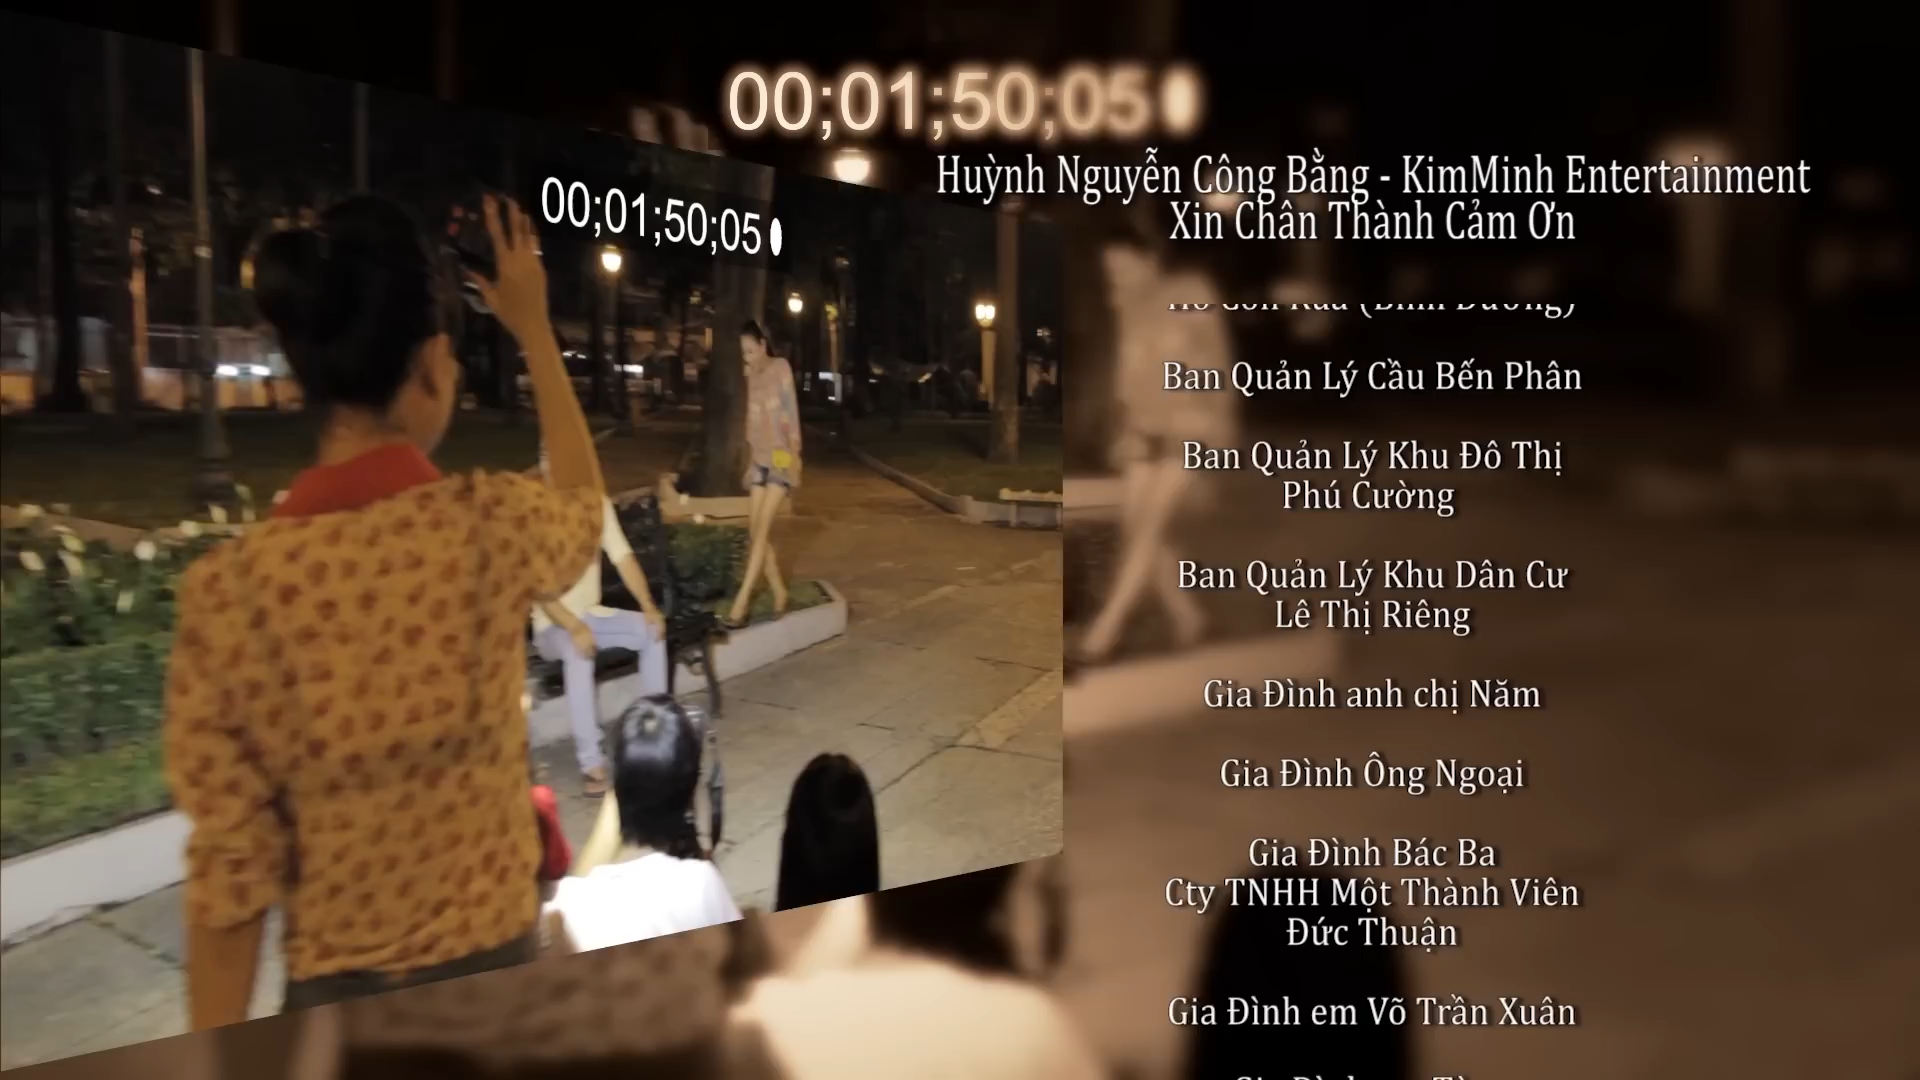 00;01;50;05
00;01;50;05
Huỳnh Nguyễn Công Bằng - KimMinh Entertainment
Xin Chân Thành Cảm Ơn
(Bình Dương)
Ban Quản Lý Cầu Bến Phân
Ban Quản Lý Khu Đô Thị
Phú Cường
Ban Quản Lý Khu Dân Cư
Lê Thị Riêng
Gia Đình anh chị Năm
Gia Đình Ông Ngoại
Gia Đình Bác Ba
Cty TNHH Một Thành Viên
Đức Thuận
Gia Đình em Võ Trần Xuân